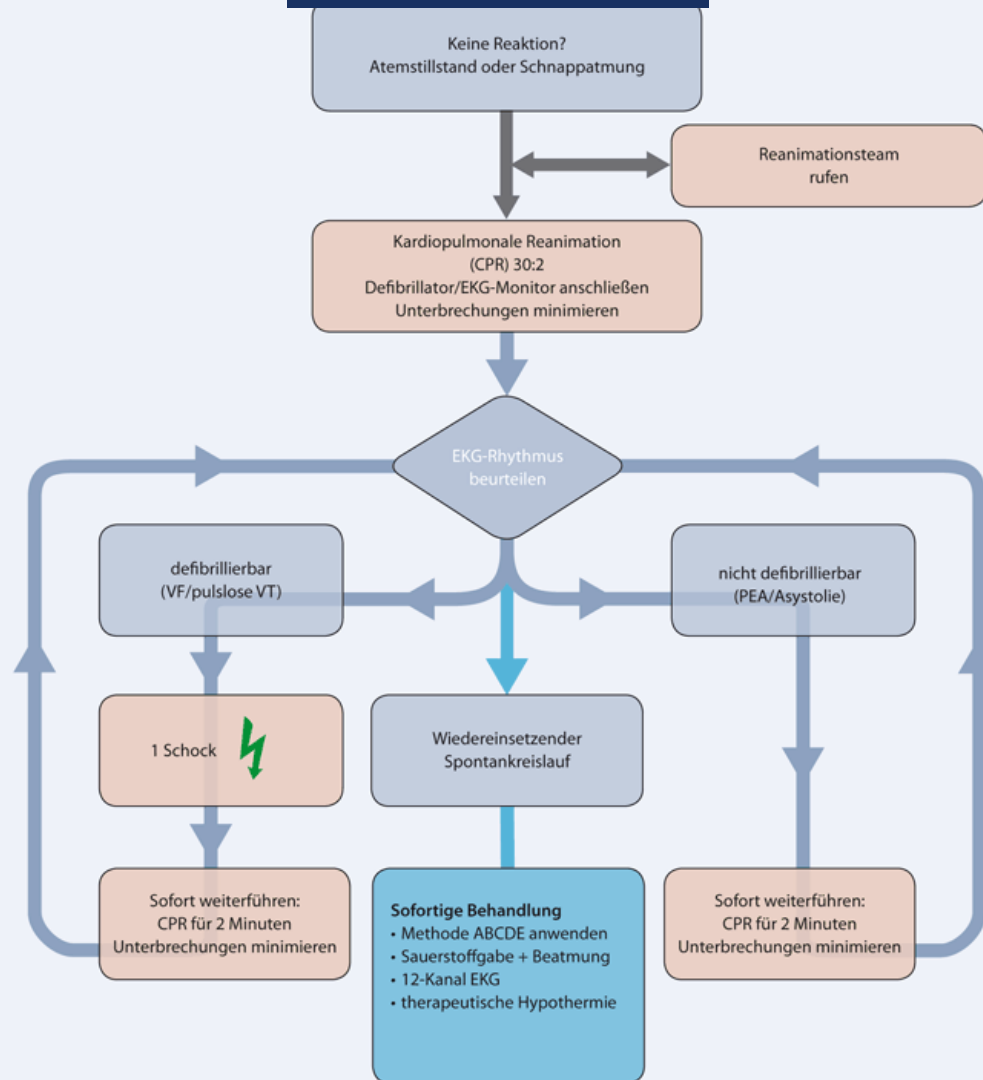 Keine Reaktion?
Atemstillstand oder Schnappatmung
Reanimationsteam
rufen
Kardiopulmonale Reanimation
(CPR) 30:2
Defibrillator/EKG-Monitor anschließen
Unterbrechungen minimieren
EKG-Rhythmus
beurteilen
defibrillierbar
(VF/pulslose VT)
nicht defibrillierbar
(PEA/Asystolie)
1 Schock
Wiedereinsetzender
Spontankreislauf
Sofort weiterführen:
CPR für 2 Minuten
Unterbrechungen minimieren
Sofortige Behandlung
• Methode ABCDE anwenden
• Sauerstoffgabe + Beatmung
• 12-Kanal EKG
• therapeutische Hypothermie
Sofort weiterführen:
CPR für 2 Minuten
Unterbrechungen minimieren